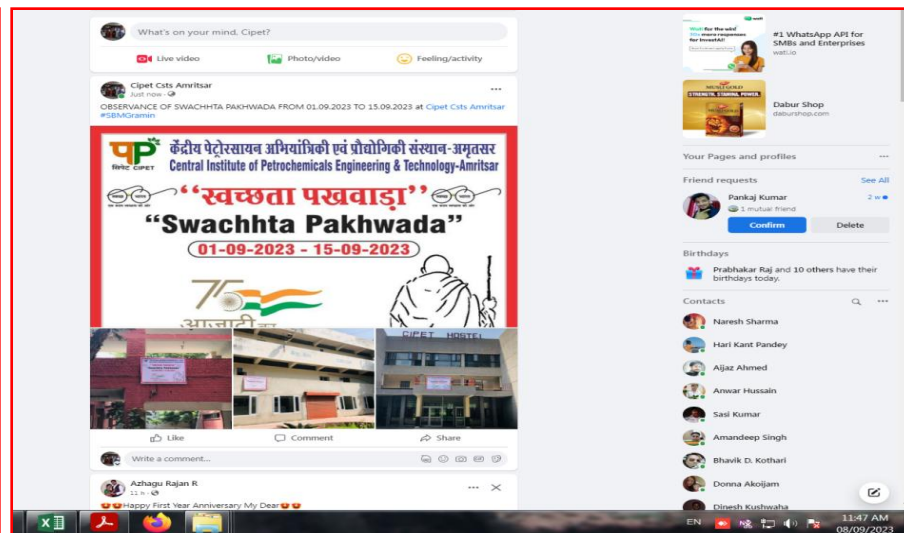 What's on your mind, Cipet?
Live video
Photo/video
Feeling/activity
Cipet Csts Amritsar
Just now
OBSERVANCE OF SWACHHTA PAKHWADA FROM 01.09.2023 TO 15.09.2023 at Cipet Csts Amritsar
#SBMGramin
सिपेट CIPET
केंद्रीय पेट्रोरसायन अभियांत्रिकी एवं प्रौद्योगिकी संस्थान-अमृतसर
Central Institute of Petrochemicals Engineering & Technology-Amritsar
“स्वच्छता पखवाड़ा”
“Swachhta Pakhwada”
01-09-2023 - 15-09-2023
75
आज़ादी का
CIPET HOSTEL
Like
Comment
Share
Write a comment...
Azhagu Rajan R
11 h
Happy First Year Anniversary My Dear
wati
#1 WhatsApp API for
SMBs and Enterprises
wati.io
STRENGTH. STAMINA. POWER.
Dabur Shop
daburshop.com
Your Pages and profiles
Friend requests
See All
Pankaj Kumar
2 w
1 mutual friend
Confirm
Delete
Birthdays
Prabhakar Raj and 10 others have their
birthdays today.
Contacts
Naresh Sharma
Hari Kant Pandey
Aijaz Ahmed
Anwar Hussain
Sasi Kumar
Amandeep Singh
Bhavik D. Kothari
Donna Akoijam
Dinesh Kushwaha
EN
11:47 AM
08/09/2023